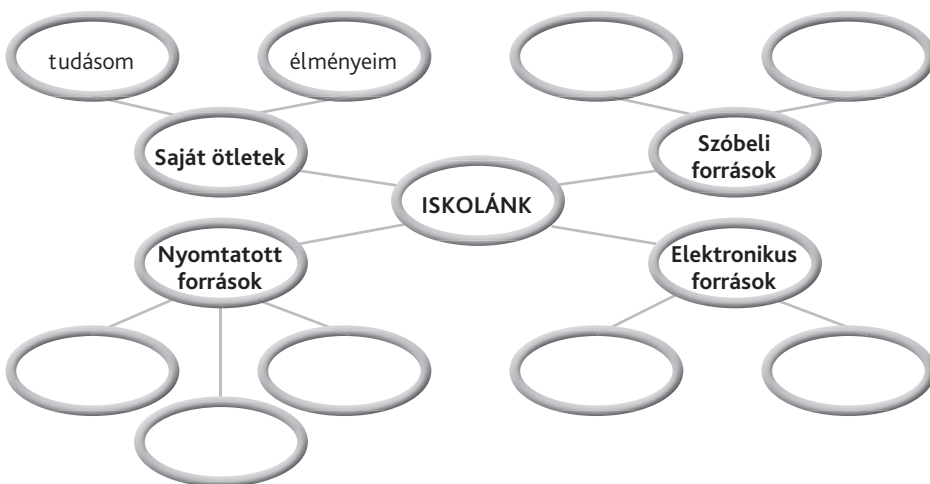 tudásom
élményeim
Saját ötletek
Szóbeli
források
ISKOLÁNK
Nyomtatott
források
Elektronikus
források